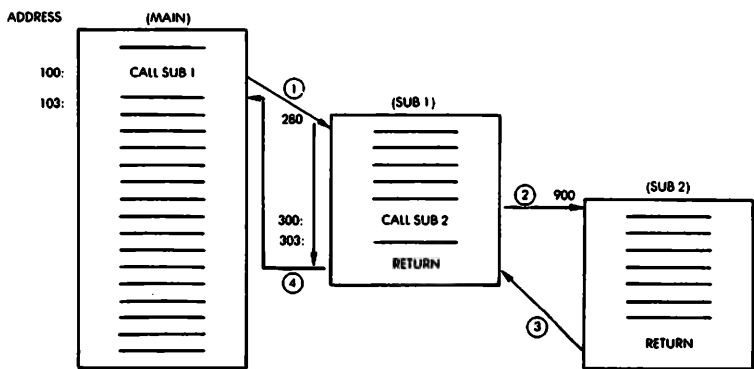 ADDRESS
(MAIN)
100:
CALL SUB 1
103:
1
(SUB 1)
280
2
900
(SUB 2)
300:
CALL SUB 2
303:
RETURN
4
3
RETURN